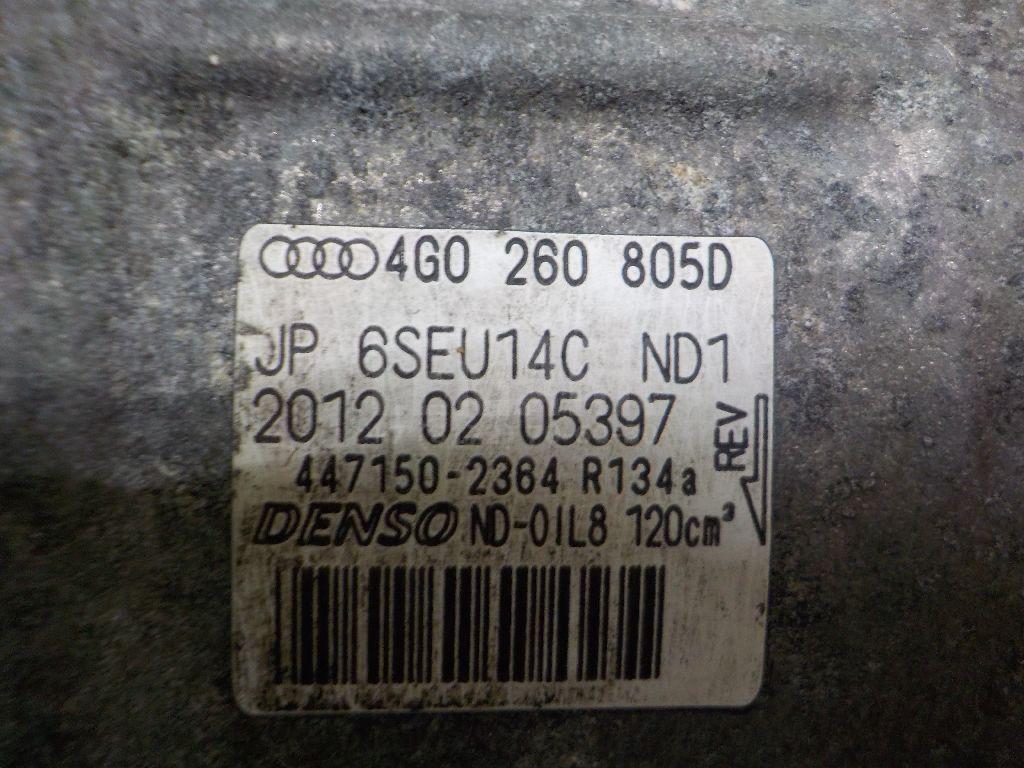 4G0 260 805D
JP 6SEU14C ND1
2012 02 05397
REV
447150-2364 R134a
DENSO ND-OIL8 120cm³